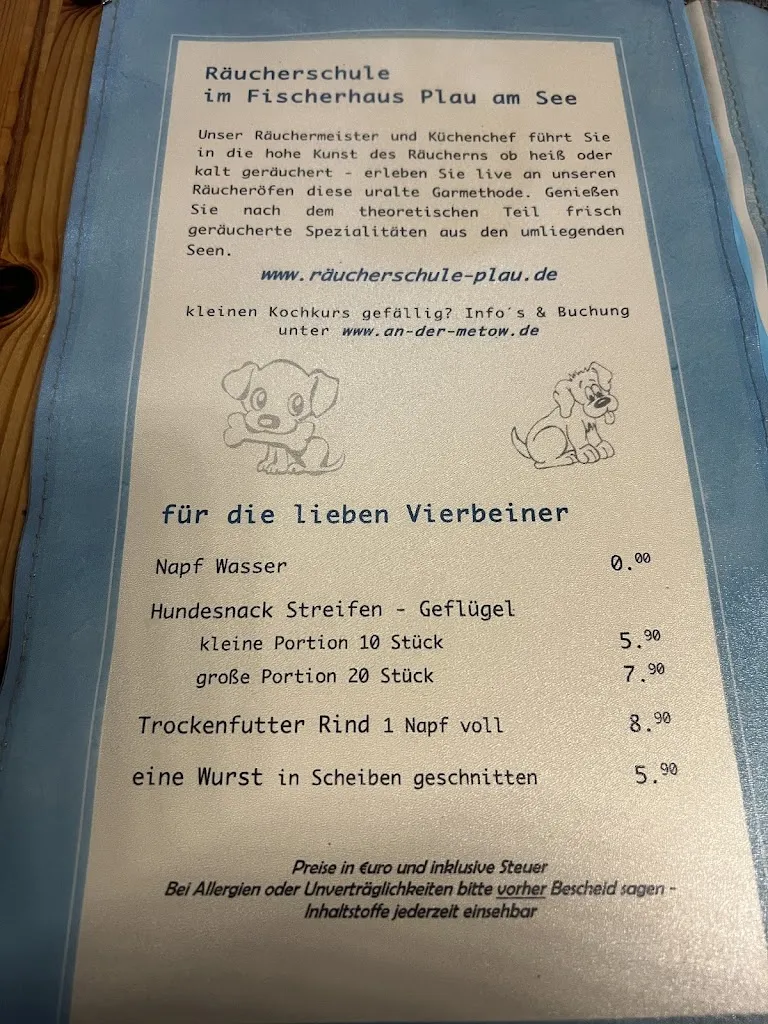 Räucherschule
im Fischerhaus Plau am See
Unser Räuchermeister und Küchenchef führt Sie
in die hohe Kunst des Räucherns ob heiß oder
kalt geräuchert - erleben Sie live an unseren
Räucheröfen diese uralte Garmethode. Genießen
Sie nach dem theoretischen Teil frisch
geräucherte Spezialitäten aus den umliegenden
Seen.
www.räucherschule-plau.de
kleinen Kochkurs gefällig? Info´s & Buchung
unter www.an-der-metow.de
für die lieben Vierbeiner
Napf Wasser 0.00
Hundesnack Streifen - Geflügel
kleine Portion 10 Stück 5.90
große Portion 20 Stück 7.90
Trockenfutter Rind 1 Napf voll 8.90
eine Wurst in Scheiben geschnitten 5.90
Preise in €uro und inklusive Steuer
Bei Allergien oder Unverträglichkeiten bitte vorher Bescheid sagen -
Inhaltstoffe jederzeit einsehbar